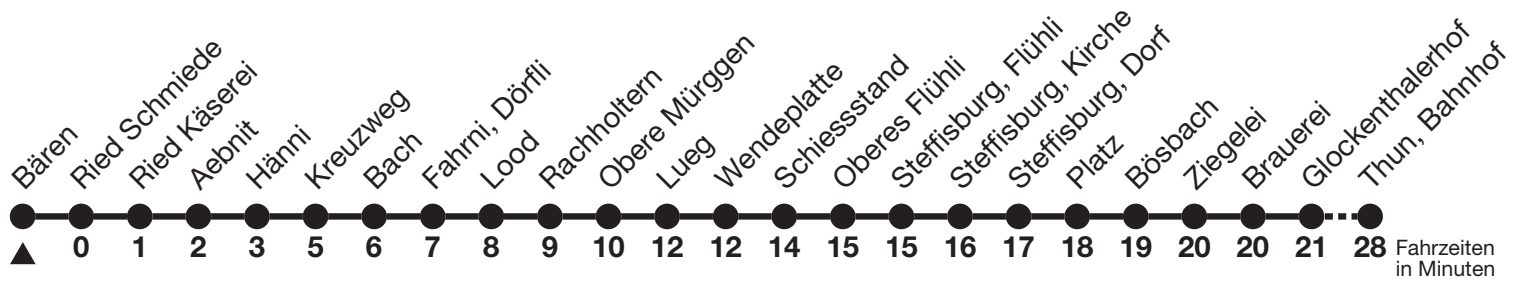 Bären
Ried Schmiede
Ried Käserei
Aebnit
Hänni
Kreuzweg
Bach
Fahrni, Dörfli
Lood
Rachholtern
Obere Mürggen
Lueg
Wendeplatte
Schiessstand
Oberes Flühli
Steffisburg, Flühli
Steffisburg, Kirche
Steffisburg, Dorf
Platz
Bösbach
Ziegelei
Brauerei
Glockenthalerhof
Thun, Bahnhof
0 1 2 3 5 6 7 8 9 10 12 12 14 15 15 16 17 18 19 20 20 21 28 Fahrzeiten
in Minuten